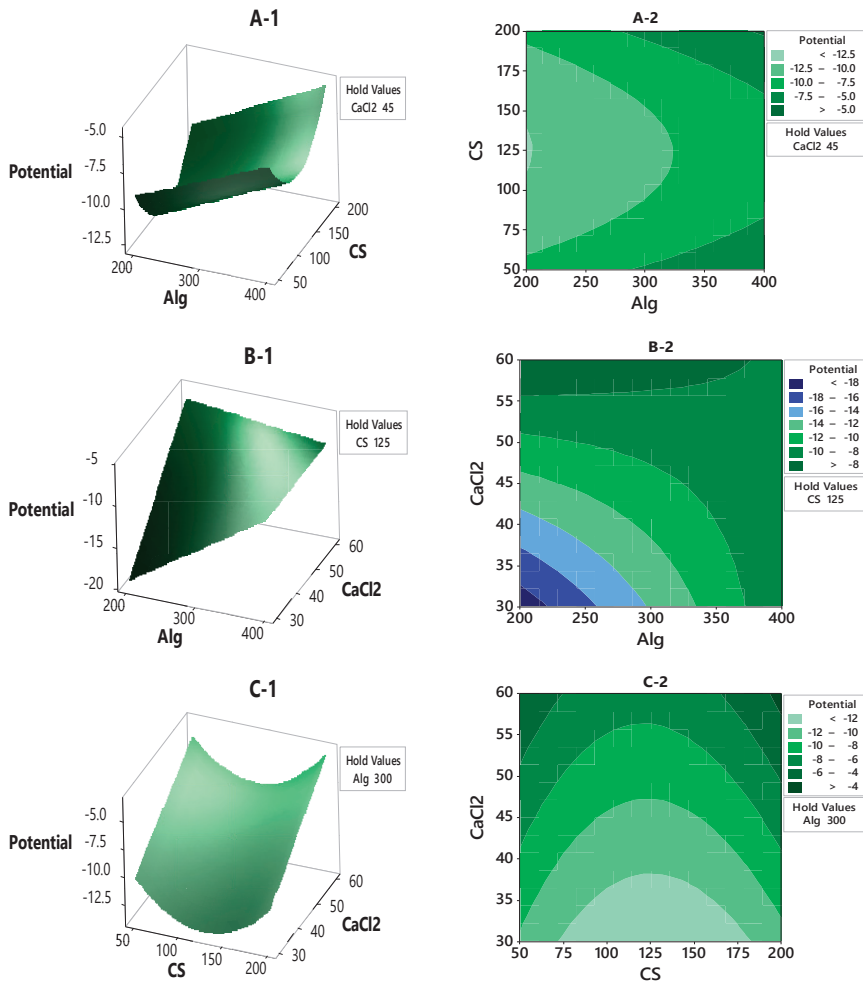 A-1
Hold Values
CaCl2 45
-5.0
-7.5
-10.0
-12.5
Potential
200
300
400
Alg
50
100
150
200
CS
A-2
200
175
150
125
100
75
50
CS
200
250
300
350
400
Alg
Potential
< -12.5
-12.5 – -10.0
-10.0 – -7.5
-7.5 – -5.0
> -5.0
Hold Values
CaCl2 45
B-1
Hold Values
CS 125
-5
-10
-15
-20
Potential
200
300
400
Alg
30
40
50
60
CaCl2
B-2
60
55
50
45
40
35
30
CaCl2
200
250
300
350
400
Alg
Potential
< -18
-18 – -16
-16 – -14
-14 – -12
-12 – -10
-10 – -8
> -8
Hold Values
CS 125
C-1
Hold Values
Alg 300
-5.0
-7.5
-10.0
-12.5
Potential
50
100
150
200
CS
30
40
50
60
CaCl2
C-2
60
55
50
45
40
35
30
CaCl2
50
75
100
125
150
175
200
CS
Potential
< -12
-12 – -10
-10 – -8
-8 – -6
-6 – -4
> -4
Hold Values
Alg 300